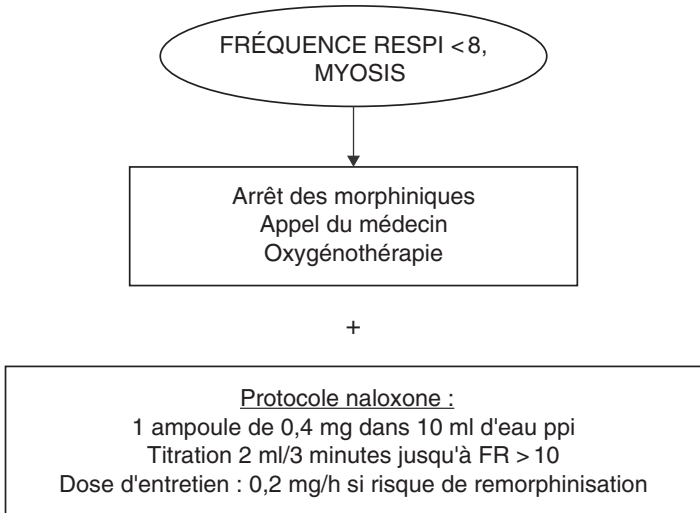 FRÉQUENCE RESPI < 8,
MYOSIS
Arrêt des morphiniques
Appel du médecin
Oxygénothérapie
+
Protocole naloxone :
1 ampoule de 0,4 mg dans 10 ml d'eau ppi
Titration 2 ml/3 minutes jusqu'à FR > 10
Dose d'entretien : 0,2 mg/h si risque de remorphinisation